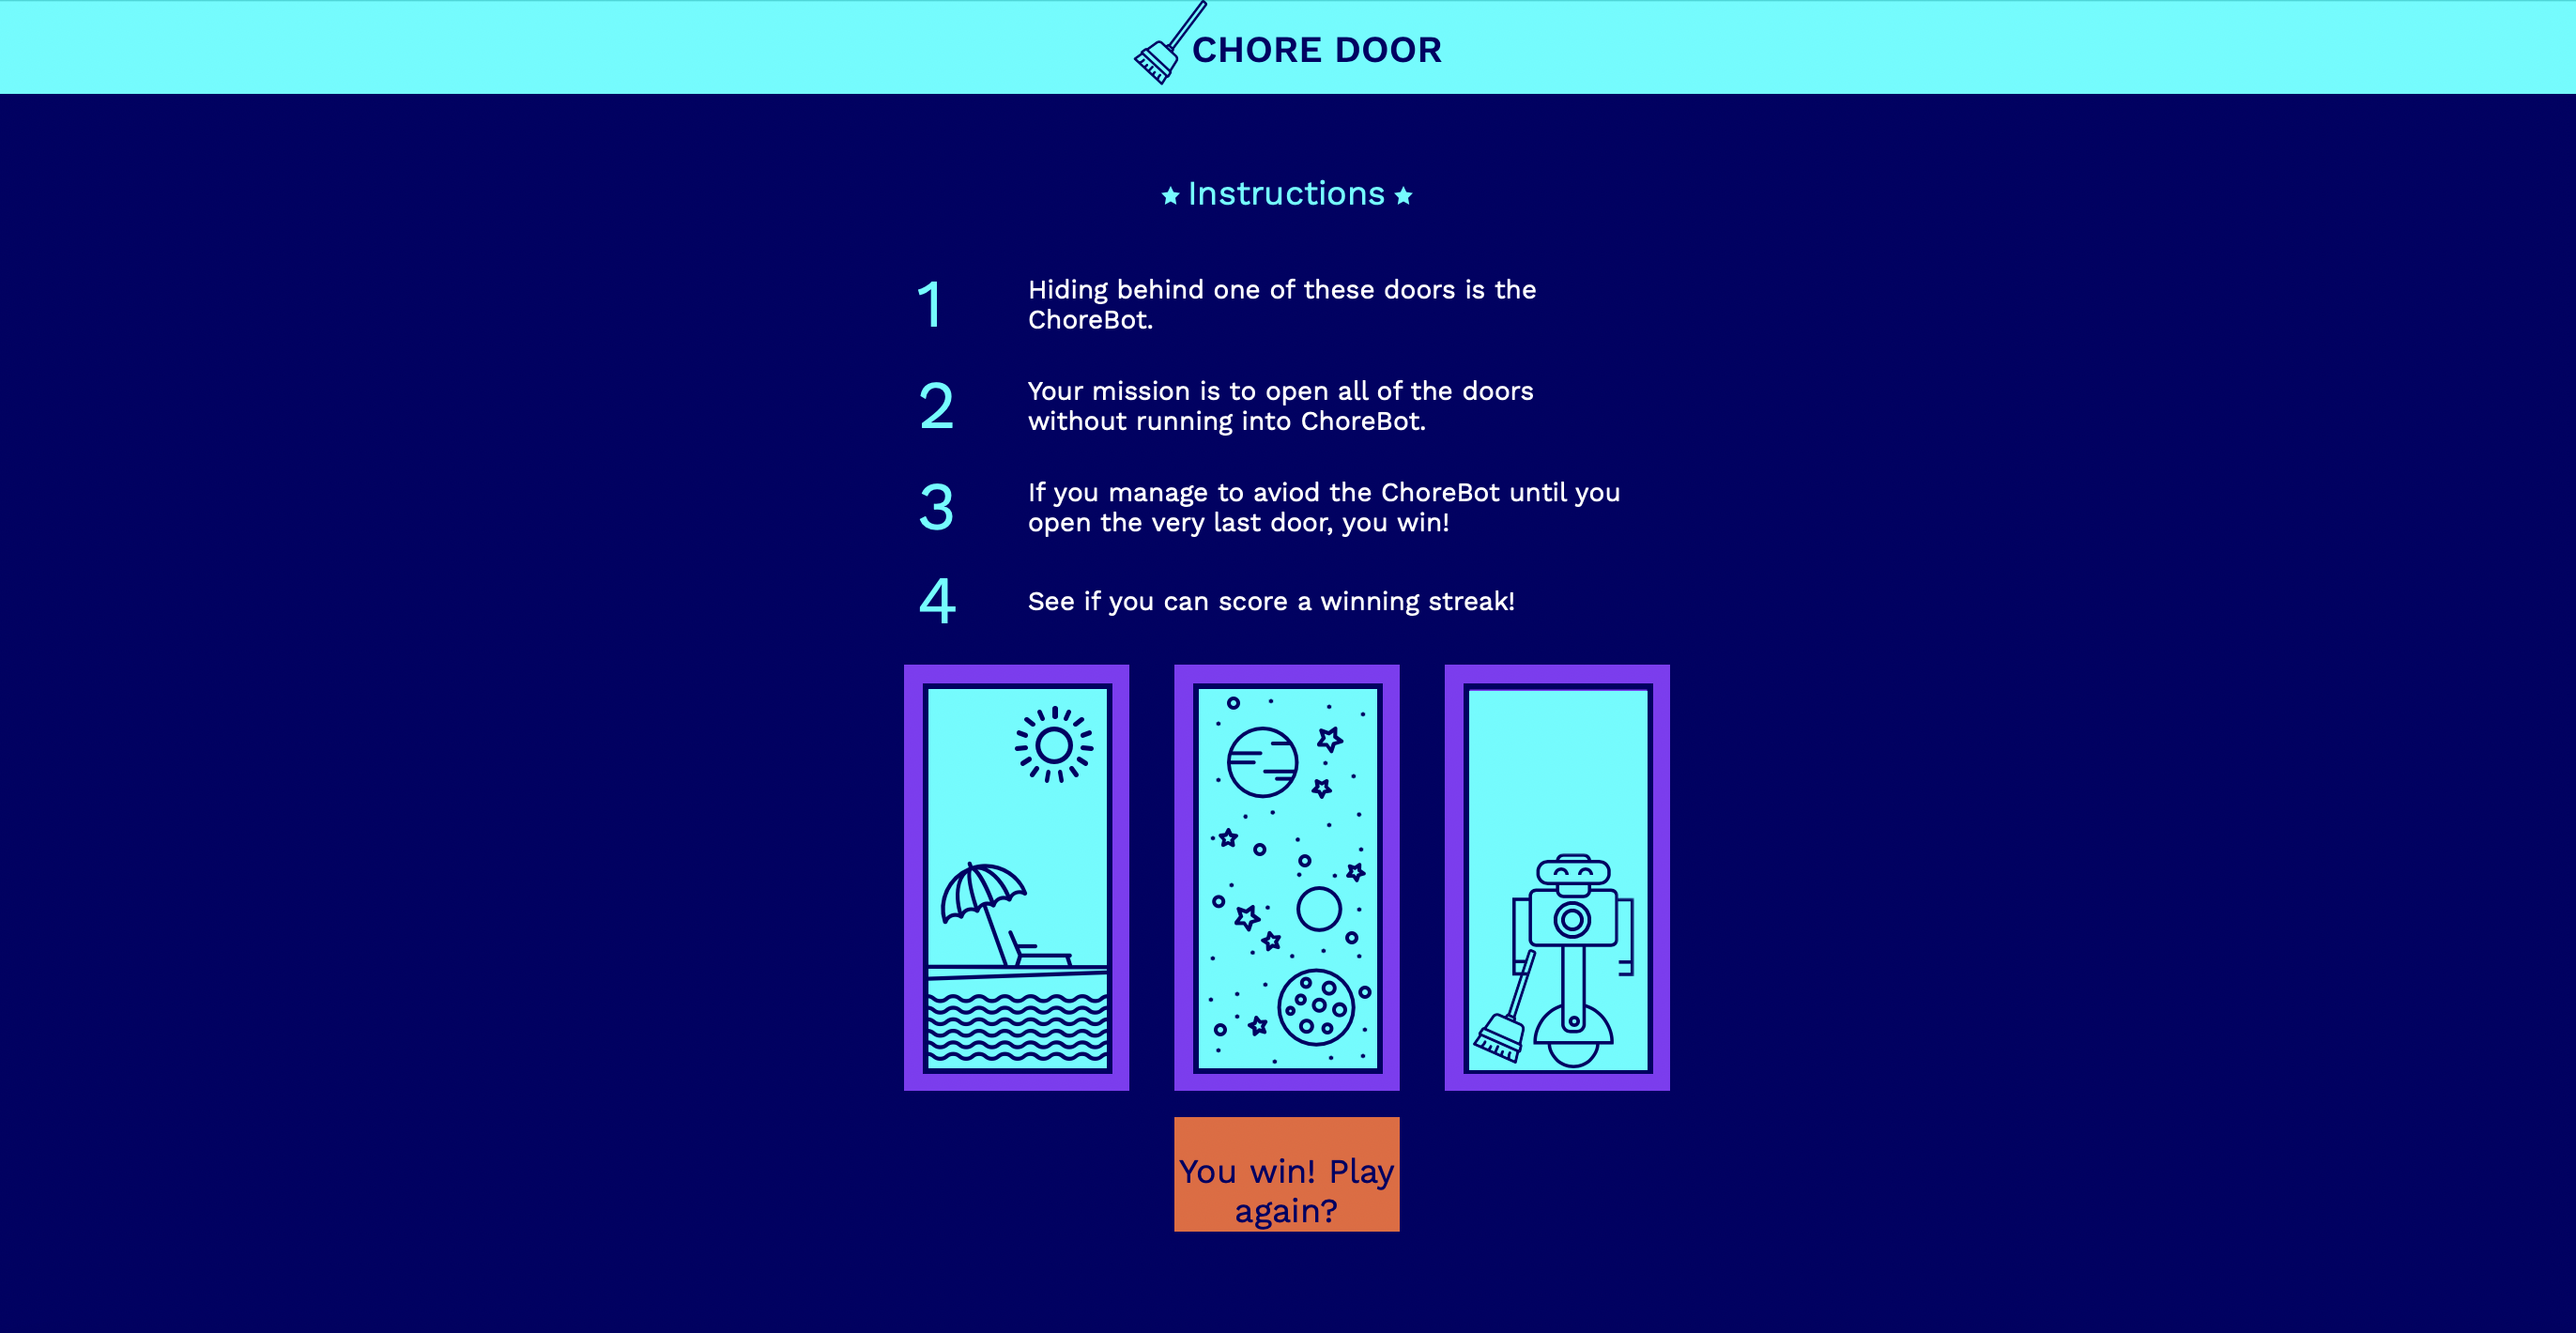 CHORE DOOR
Instructions
1
Hiding behind one of these doors is the
ChoreBot.
2
Your mission is to open all of the doors
without running into ChoreBot.
3
If you manage to aviod the ChoreBot until you
open the very last door, you win!
4
See if you can score a winning streak!
You win! Play
again?